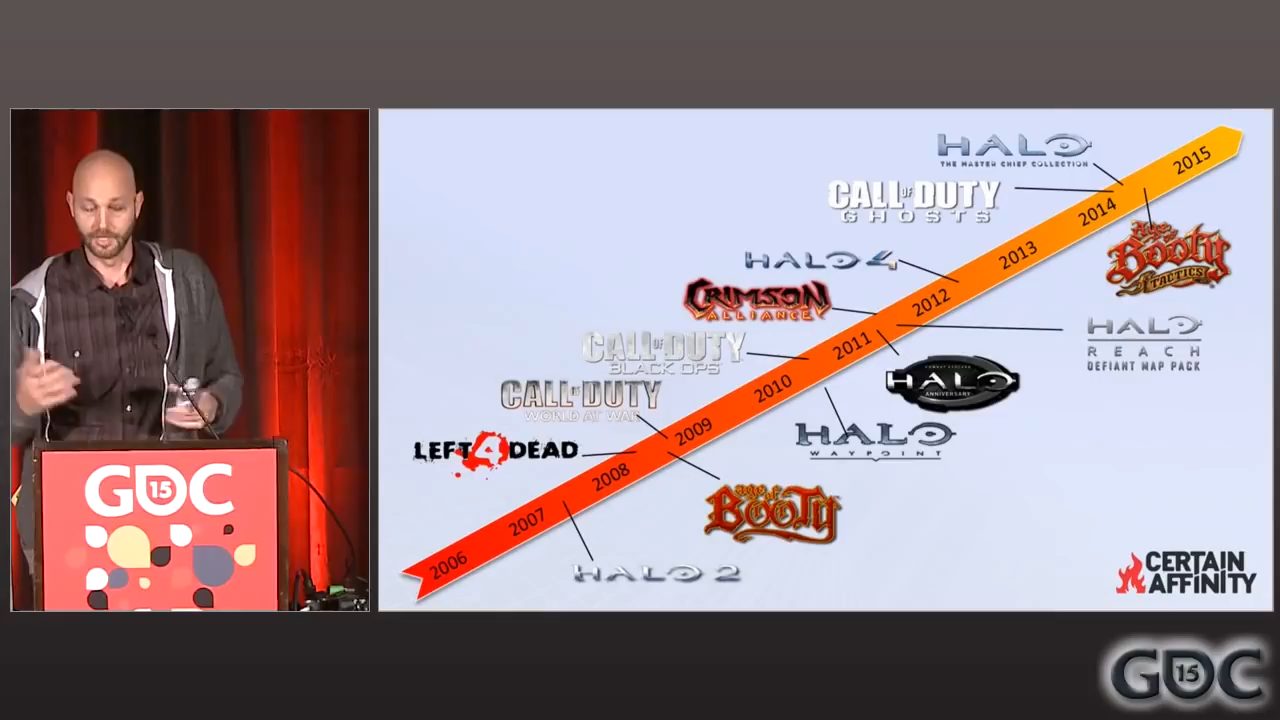 GDC
15
HALO
THE MASTER CHIEF COLLECTION
CALL OF DUTY
GHOSTS
HALO 4
CRIMSON
ALLIANCE
CALL OF DUTY
BLACK OPS
CALL OF DUTY
WORLD AT WAR
LEFT 4 DEAD
2006
2007
2008
2009
2010
2011
2012
2013
2014
2015
Age of
Booty
TACTICS
HALO
REACH
DEFIANT MAP PACK
COMBAT EVOLVED
HALO
ANNIVERSARY
HALO
WAYPOINT
age of
BOOTY
HALO 2
CERTAIN
AFFINITY
GDC
15